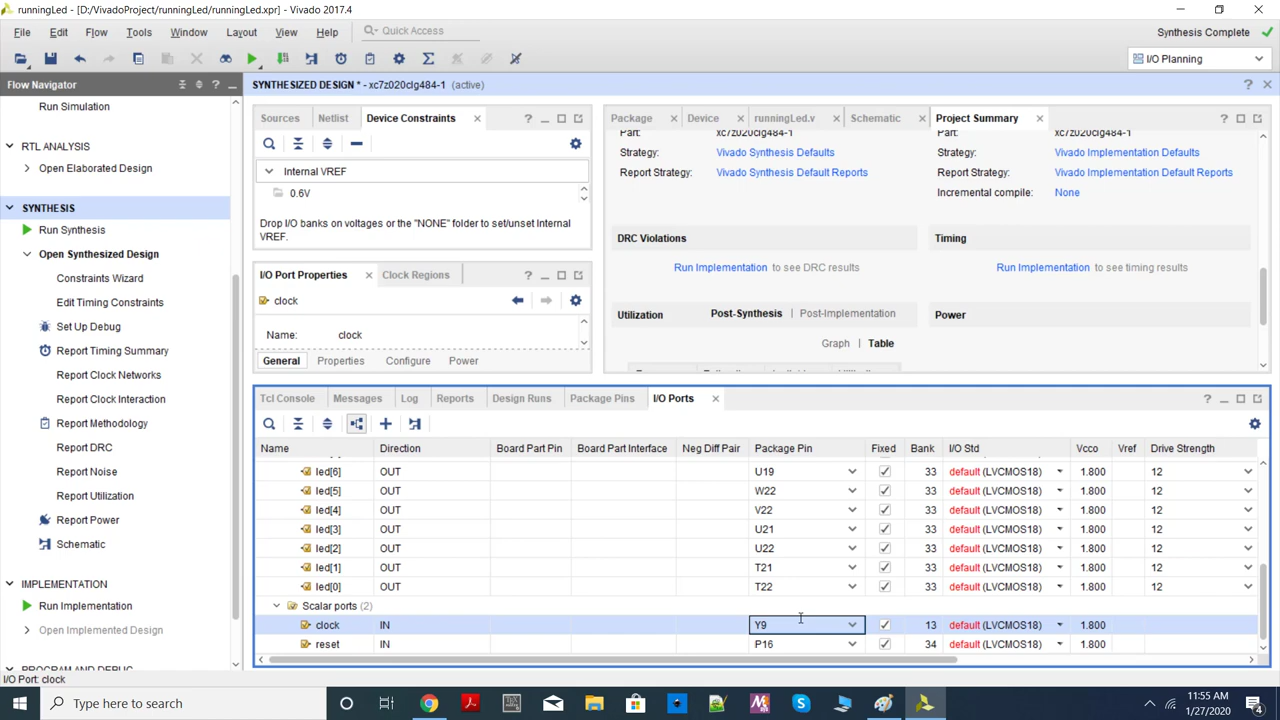 runningLed - [D:/VivadoProject/runningLed/runningLed.xpr] - Vivado 2017.4
File Edit Flow Tools Window Layout View Help Quick Access Synthesis Complete
I/O Planning
Flow Navigator SYNTHESIZED DESIGN * - xc7z020clg484-1 (active)
Run Simulation
RTL ANALYSIS
Open Elaborated Design
SYNTHESIS
Run Synthesis
Open Synthesized Design
Constraints Wizard
Edit Timing Constraints
Set Up Debug
Report Timing Summary
Report Clock Networks
Report Clock Interaction
Report Methodology
Report DRC
Report Noise
Report Utilization
Report Power
Schematic
IMPLEMENTATION
Run Implementation
Open Implemented Design
Sources Netlist Device Constraints
Internal VREF
0.6V
Drop I/O banks on voltages or the "NONE" folder to set/unset Internal
VREF.
I/O Port Properties Clock Regions
clock
Name: clock
General Properties Configure Power
Package Device runningLed.v Schematic Project Summary
Part: xc7z020clg484-1 Part: xc7z020clg484-1
Strategy: Vivado Synthesis Defaults Strategy: Vivado Implementation Defaults
Report Strategy: Vivado Synthesis Default Reports Report Strategy: Vivado Implementation Default Reports
Incremental compile: None
DRC Violations Timing
Run Implementation to see DRC results Run Implementation to see timing results
Utilization Post-Synthesis | Post-Implementation Power
Graph | Table
Tcl Console Messages Log Reports Design Runs Package Pins I/O Ports
Name Direction Board Part Pin Board Part Interface Neg Diff Pair Package Pin Fixed Bank I/O Std Vcco Vref Drive Strength
led[6] OUT U19 33 default (LVCMOS18) 1.800 12
led[5] OUT W22 33 default (LVCMOS18) 1.800 12
led[4] OUT V22 33 default (LVCMOS18) 1.800 12
led[3] OUT U21 33 default (LVCMOS18) 1.800 12
led[2] OUT U22 33 default (LVCMOS18) 1.800 12
led[1] OUT T21 33 default (LVCMOS18) 1.800 12
led[0] OUT T22 33 default (LVCMOS18) 1.800 12
Scalar ports (2)
clock IN Y9 13 default (LVCMOS18) 1.800
reset IN P16 34 default (LVCMOS18) 1.800
I/O Port: clock
Type here to search
11:55 AM
1/27/2020
4